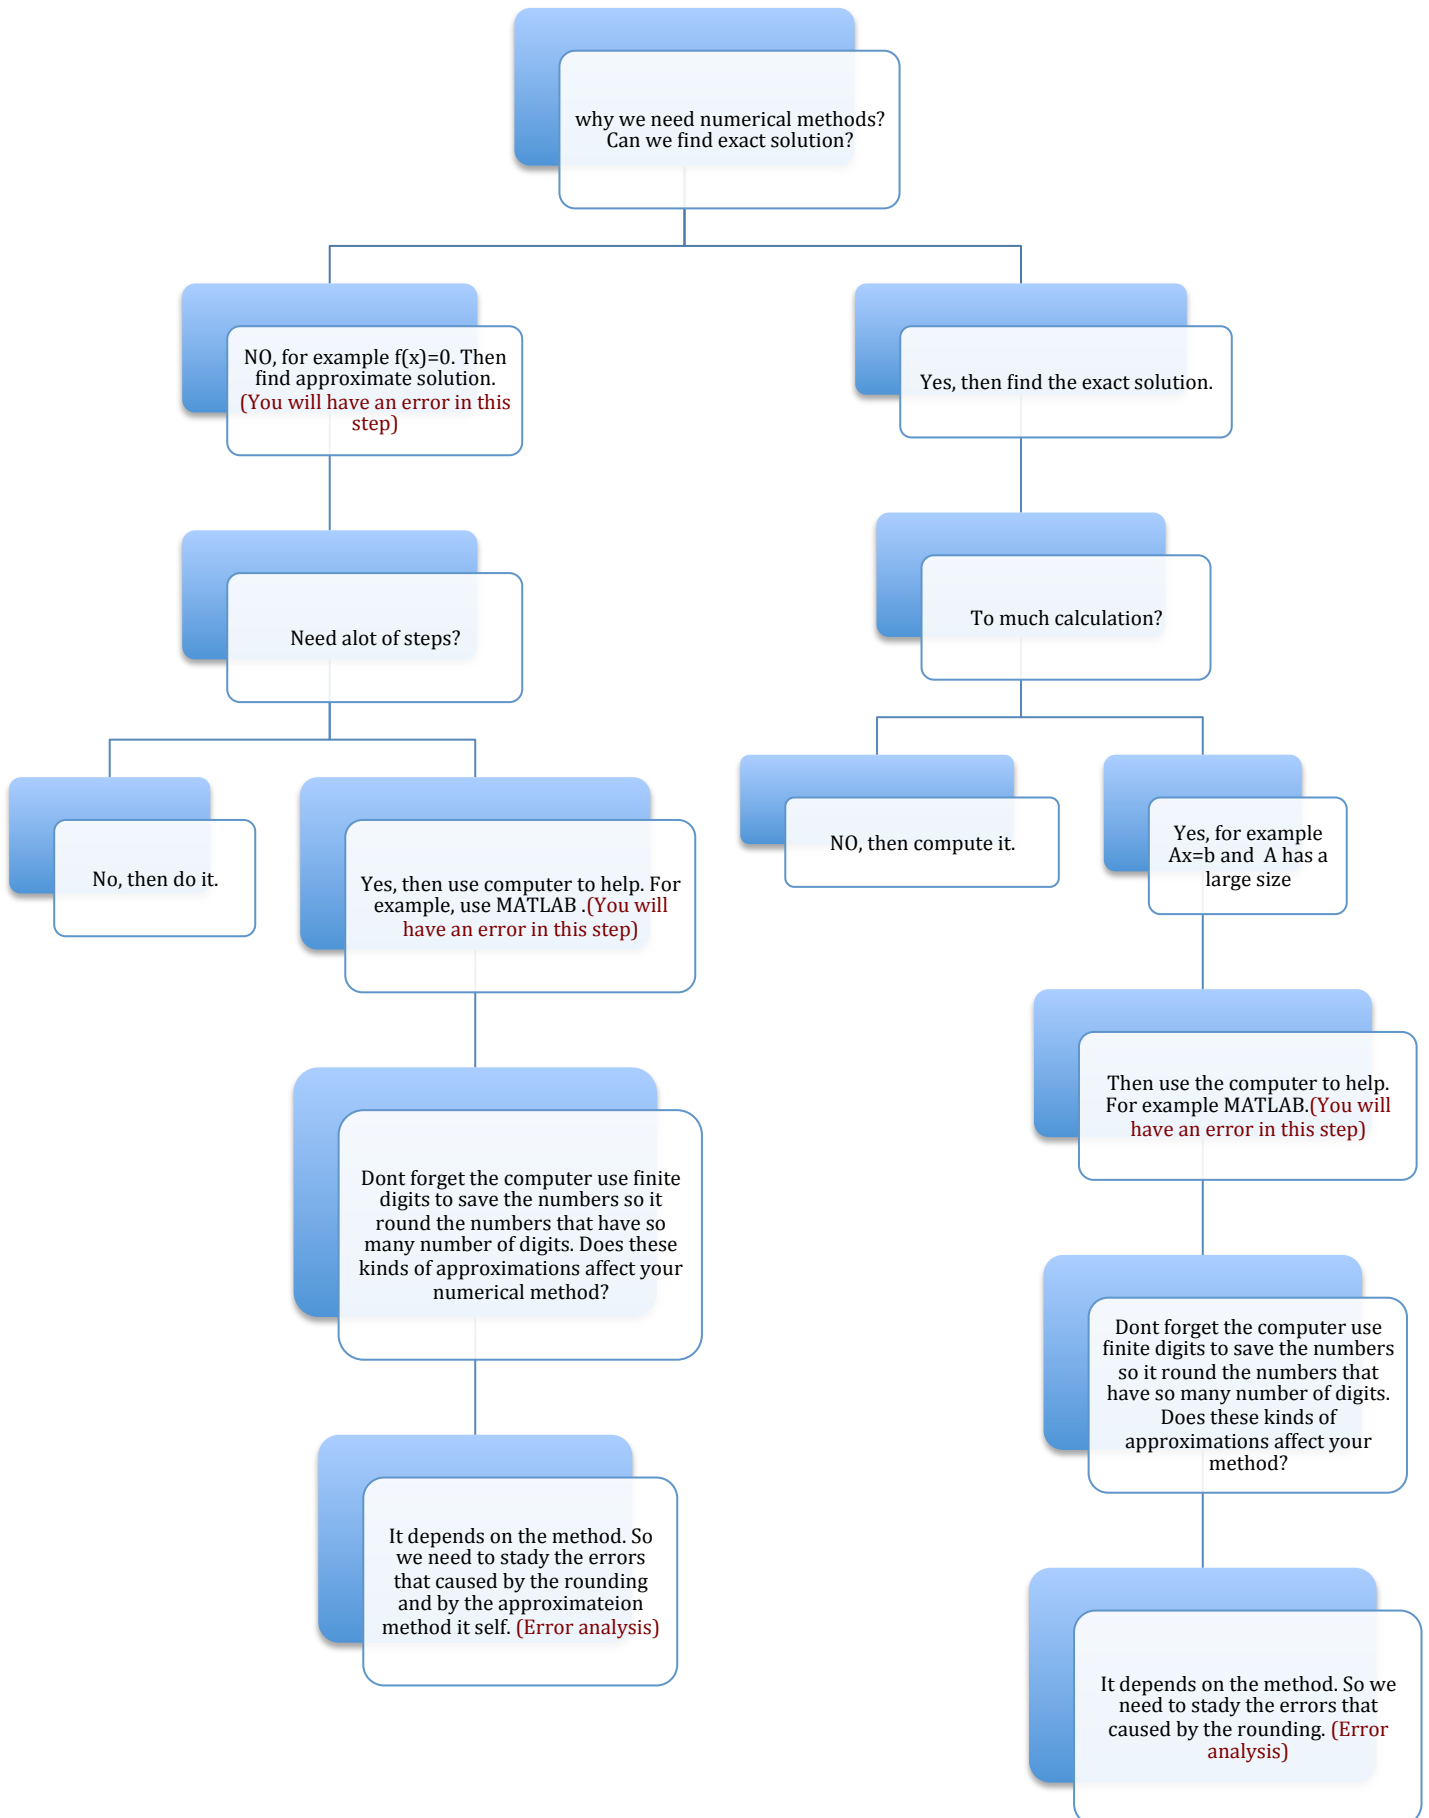 why we need numerical methods?
Can we find exact solution?
NO, for example f(x)=0. Then
find approximate solution.
(You will have an error in this
step)
Yes, then find the exact solution.
Need alot of steps?
To much calculation?
No, then do it.
Yes, then use computer to help. For
example, use MATLAB .(You will
have an error in this step)
NO, then compute it.
Yes, for example
Ax=b and A has a
large size
Dont forget the computer use finite
digits to save the numbers so it
round the numbers that have so
many number of digits. Does these
kinds of approximations affect your
numerical method?
Then use the computer to help.
For example MATLAB.(You will
have an error in this step)
It depends on the method. So
we need to stady the errors
that caused by the rounding
and by the approximateion
method it self. (Error analysis)
Dont forget the computer use
finite digits to save the numbers
so it round the numbers that
have so many number of digits.
Does these kinds of
approximations affect your
method?
It depends on the method. So we
need to stady the errors that
caused by the rounding. (Error
analysis)